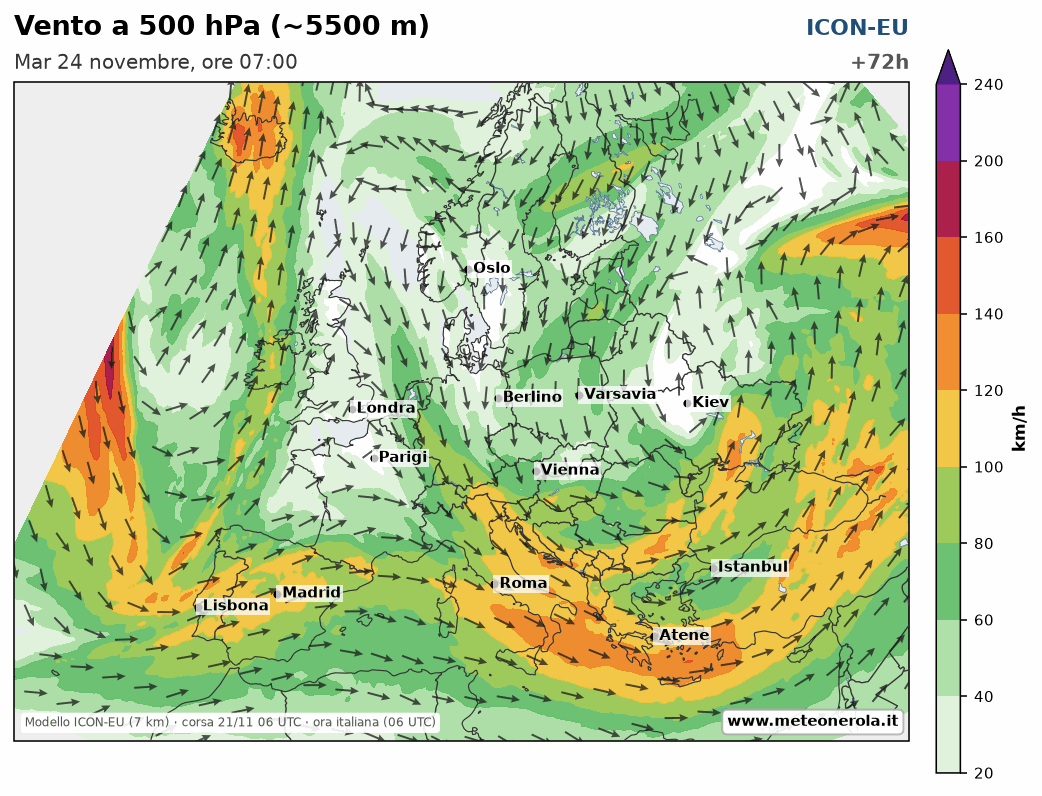 Vento a 500 hPa (~5500 m)
ICON-EU
Mar 24 novembre, ore 07:00
+72h
240
200
160
140
120
100
80
60
40
20
km/h
Oslo
Berlino
Varsavia
Kiev
Londra
Parigi
Vienna
Istanbul
Roma
Madrid
Lisbona
Atene
Modello ICON-EU (7 km) · corsa 21/11 06 UTC · ora italiana (06 UTC)
www.meteonerola.it